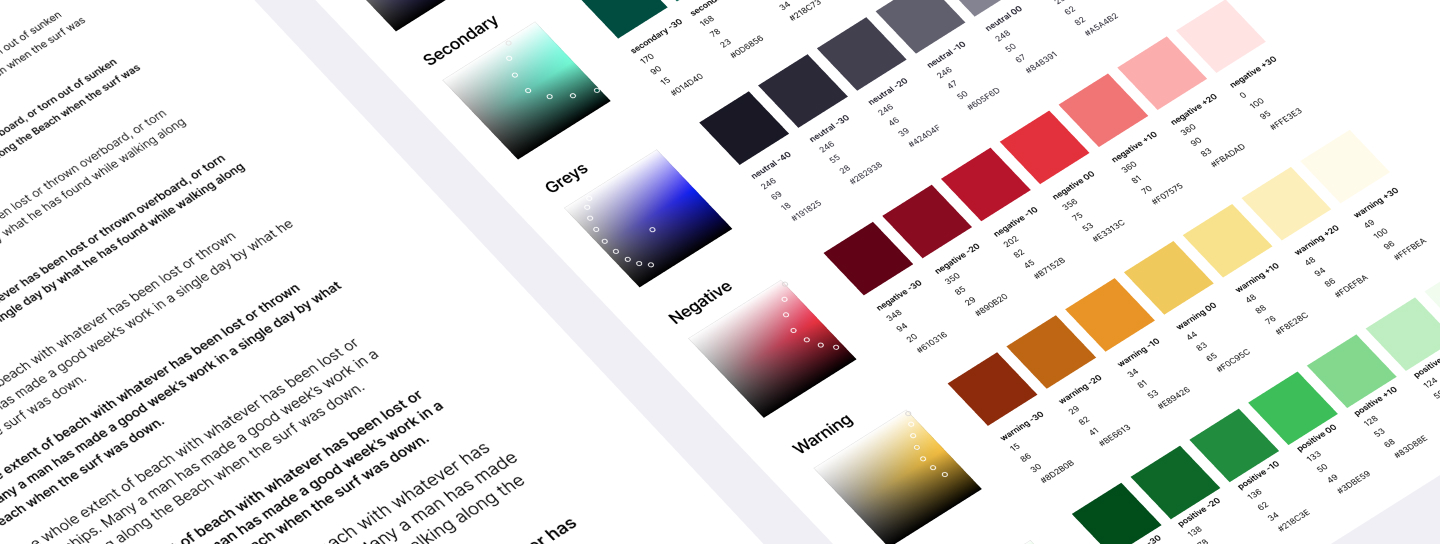 out of sunken
when the surf was
board, or torn out of sunken
ong the Beach when the surf was
en lost or thrown overboard, or torn
what he has found while walking along
ever has been lost or thrown overboard, or torn
ngle day by what he has found while walking along
beach with whatever has been lost or thrown
has made a good week's work in a single day by what he
surf was down.
e extent of beach with whatever has been lost or thrown
any a man has made a good week's work in a single day by what
each when the surf was down.
e whole extent of beach with whatever has been lost or
hips. Many a man has made a good week's work in a
along the Beach when the surf was down.
of beach with whatever has been lost or
man has made a good week's work in a
ach when the surf was down.
each with whatever has
any a man has made
alking along the
or has
Secondary
secondary -30
170
90
15
#014D40
168
78
23
#0D8856
34
#218C73
Greys
neutral -40
246
69
18
#191825
neutral -30
246
55
28
#2B2938
neutral -20
246
46
39
#42404F
neutral -10
246
47
50
#605F6D
neutral 00
246
50
67
#848391
62
82
#A5A4B2
Negative
negative -30
348
94
20
#610316
negative -20
350
85
29
#890B20
negative -10
202
82
45
#B7152B
negative 00
356
75
53
#E3313C
negative +10
360
81
70
#F07575
negative +20
360
90
83
#FBADAD
negative +30
0
100
95
#FFE3E3
Warning
warning -30
15
86
30
#8D2B0B
warning -20
29
82
41
#BE6613
warning -10
34
81
53
#E89426
warning 00
44
83
65
#F0C95C
warning +10
48
88
76
#F8E28C
warning +20
48
94
86
#FDEFBA
warning +30
49
100
96
#FFFBEA
-30
positive -20
138
positive -10
136
62
34
#218C3E
positive 00
133
50
49
#3DBE59
positive +10
128
53
68
#83D88E
positive
124